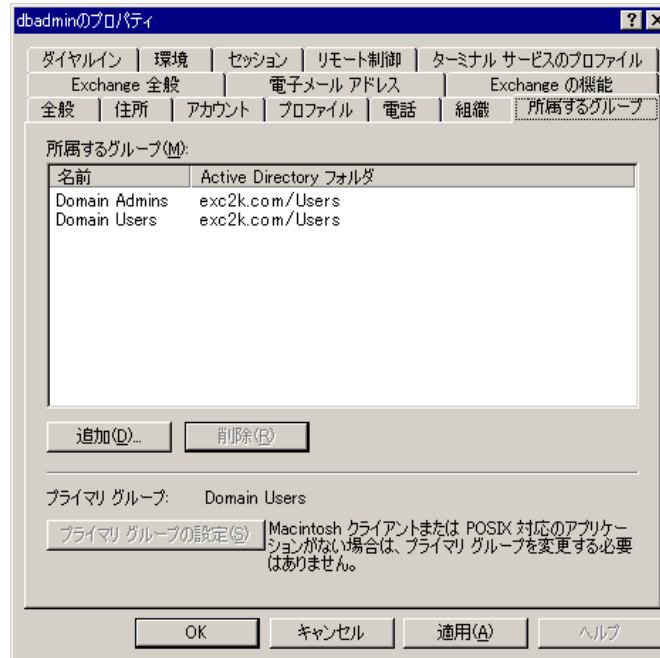 dbadminのプロパティ
ダイヤルイン 環境 セッション リモート制御 ターミナル サービスのプロファイル
Exchange 全般 電子メール アドレス Exchange の機能
全般 住所 アカウント プロファイル 電話 組織 所属するグループ
所属するグループ(M):
名前 Active Directory フォルダ
Domain Admins exc2k.com/Users
Domain Users exc2k.com/Users
追加(D)... 削除(R)
プライマリ グループ: Domain Users
プライマリ グループの設定(S)
Macintosh クライアントまたは POSIX 対応のアプリケー
ションがない場合は、プライマリ グループを変更する必要
はありません。
OK キャンセル 適用(A) ヘルプ